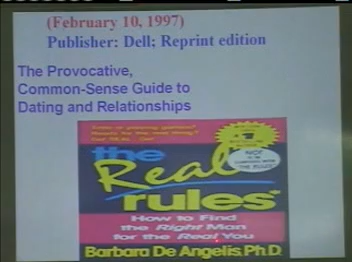 (February 10, 1997)
Publisher: Dell; Reprint edition
The Provocative,
Common-Sense Guide to
Dating and Relationships
the
Real
rules
How to Find
the Right Man
for the Real You
Barbara De Angelis, Ph.D.